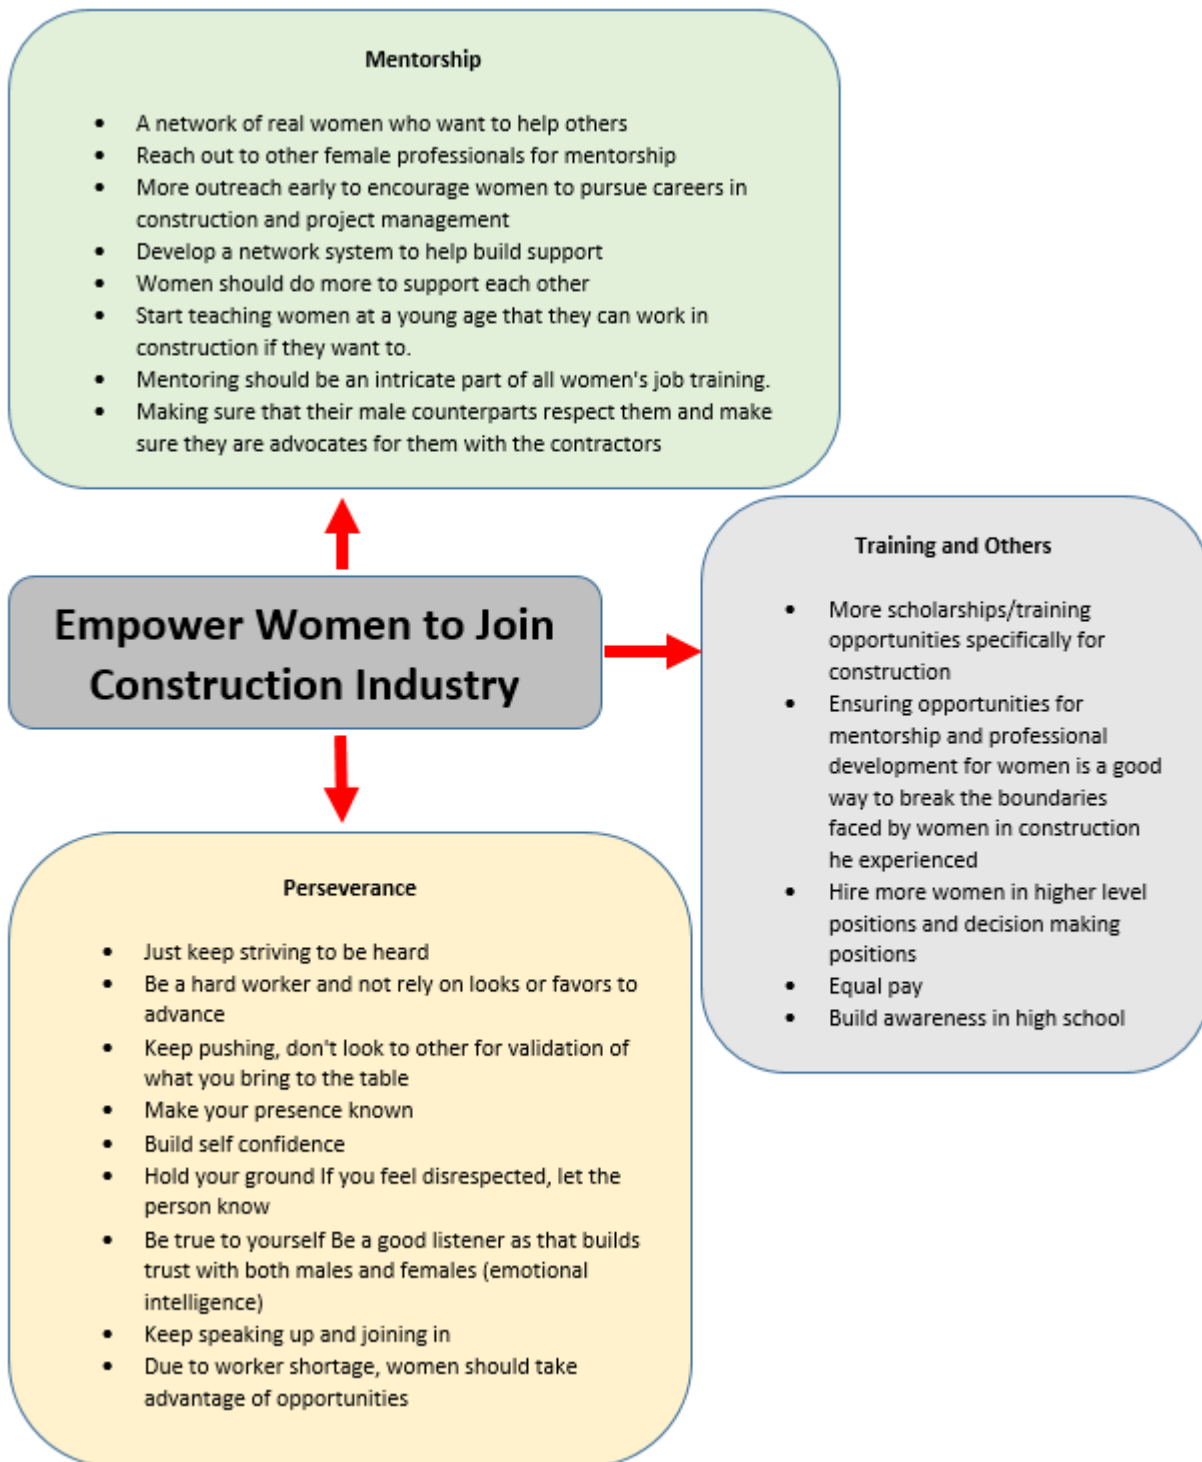 Mentorship
• A network of real women who want to help others
• Reach out to other female professionals for mentorship
• More outreach early to encourage women to pursue careers in
construction and project management
• Develop a network system to help build support
• Women should do more to support each other
• Start teaching women at a young age that they can work in
construction if they want to.
• Mentoring should be an intricate part of all women's job training.
• Making sure that their male counterparts respect them and make
sure they are advocates for them with the contractors
Empower Women to Join
Construction Industry
Training and Others
• More scholarships/training
opportunities specifically for
construction
• Ensuring opportunities for
mentorship and professional
development for women is a good
way to break the boundaries
faced by women in construction
he experienced
• Hire more women in higher level
positions and decision making
positions
• Equal pay
• Build awareness in high school
Perseverance
• Just keep striving to be heard
• Be a hard worker and not rely on looks or favors to
advance
• Keep pushing, don't look to other for validation of
what you bring to the table
• Make your presence known
• Build self confidence
• Hold your ground If you feel disrespected, let the
person know
• Be true to yourself Be a good listener as that builds
trust with both males and females (emotional
intelligence)
• Keep speaking up and joining in
• Due to worker shortage, women should take
advantage of opportunities